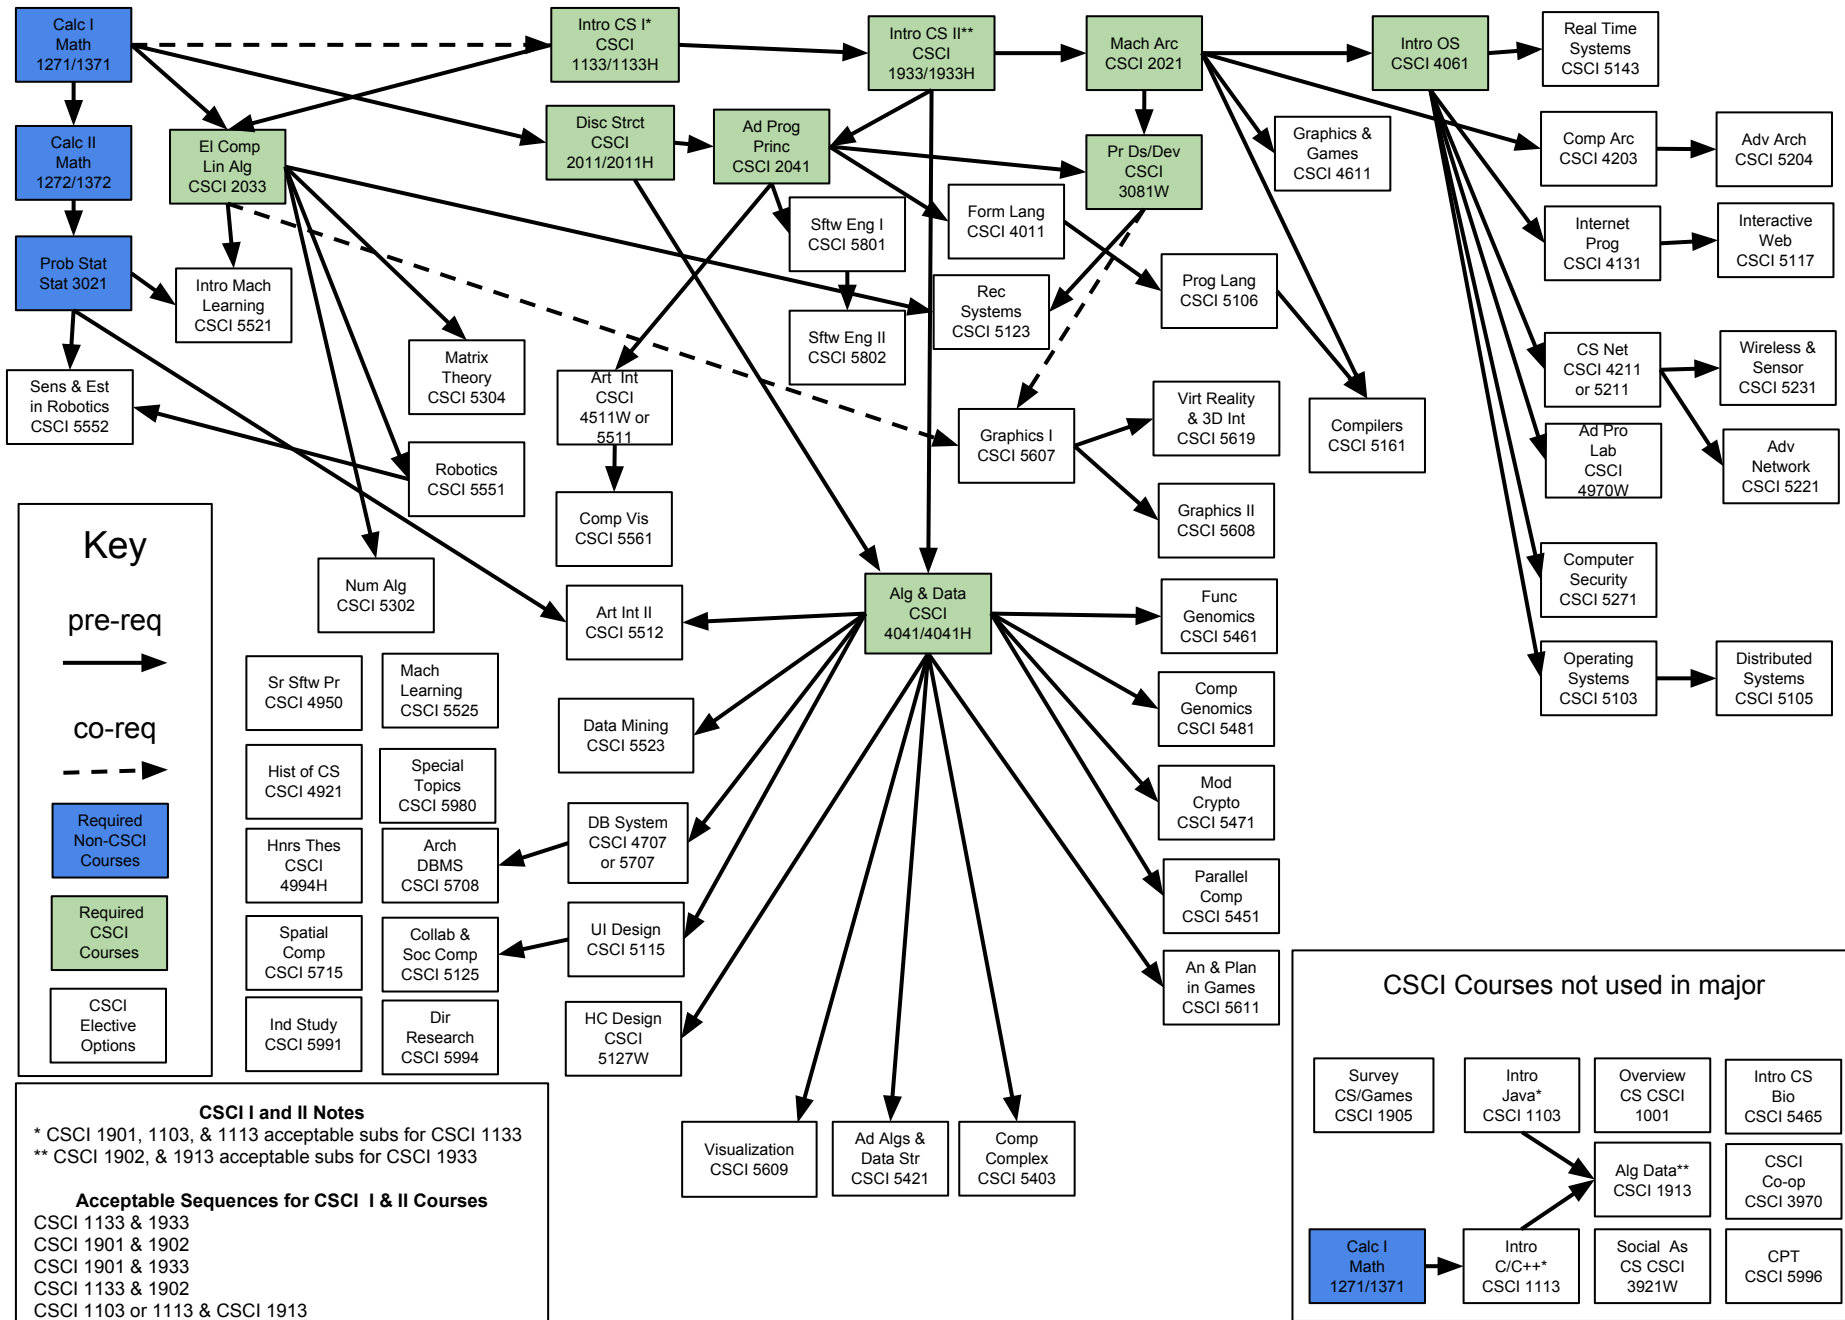 Calc I
Math
1271/1371
Intro CS I*
CSCI
1133/1133H
Intro CS II**
CSCI
1933/1933H
Mach Arc
CSCI 2021
Intro OS
CSCI 4061
Real Time
Systems
CSCI 5143
Calc II
Math
1272/1372
El Comp
Lin Alg
CSCI 2033
Disc Strct
CSCI
2011/2011H
Ad Prog
Princ
CSCI 2041
Pr Ds/Dev
CSCI
3081W
Graphics &
Games
CSCI 4611
Comp Arc
CSCI 4203
Adv Arch
CSCI 5204
Prob Stat
Stat 3021
Intro Mach
Learning
CSCI 5521
Sftw Eng I
CSCI 5801
Form Lang
CSCI 4011
Internet
Prog
CSCI 4131
Interactive
Web
CSCI 5117
Rec
Systems
CSCI 5123
Prog Lang
CSCI 5106
Sens & Est
in Robotics
CSCI 5552
Matrix
Theory
CSCI 5304
Sftw Eng II
CSCI 5802
CS Net
CSCI 4211
or 5211
Wireless &
Sensor
CSCI 5231
Art  Int
CSCI
4511W or
5511
Graphics I
CSCI 5607
Virt Reality
& 3D Int
CSCI 5619
Compilers
CSCI 5161
Ad Pro
Lab
CSCI
4970W
Adv
Network
CSCI 5221
Robotics
CSCI 5551
Comp Vis
CSCI 5561
Graphics II
CSCI 5608
Num Alg
CSCI 5302
Art Int II
CSCI 5512
Alg & Data
CSCI
4041/4041H
Func
Genomics
CSCI 5461
Computer
Security
CSCI 5271
Operating
Systems
CSCI 5103
Distributed
Systems
CSCI 5105
Key
pre-req
co-req
Required
Non-CSCI
Courses
Required
CSCI
Courses
CSCI
Elective
Options
Sr Sftw Pr
CSCI 4950
Mach
Learning
CSCI 5525
Data Mining
CSCI 5523
Comp
Genomics
CSCI 5481
Hist of CS
CSCI 4921
Special
Topics
CSCI 5980
Mod
Crypto
CSCI 5471
Hnrs Thes
CSCI
4994H
Arch
DBMS
CSCI 5708
DB System
CSCI 4707
or 5707
Parallel
Comp
CSCI 5451
Spatial
Comp
CSCI 5715
Collab &
Soc Comp
CSCI 5125
UI Design
CSCI 5115
An & Plan
in Games
CSCI 5611
Ind Study
CSCI 5991
Dir
Research
CSCI 5994
HC Design
CSCI
5127W
Visualization
CSCI 5609
Ad Algs &
Data Str
CSCI 5421
Comp
Complex
CSCI 5403
CSCI I and II Notes
* CSCI 1901, 1103, & 1113 acceptable subs for CSCI 1133
** CSCI 1902, & 1913 acceptable subs for CSCI 1933
Acceptable Sequences for CSCI  I & II Courses
CSCI 1133 & 1933
CSCI 1901 & 1902
CSCI 1901 & 1933
CSCI 1133 & 1902
CSCI 1103 or 1113 & CSCI 1913
CSCI Courses not used in major
Survey
CS/Games
CSCI 1905
Intro
Java*
CSCI 1103
Overview
CS CSCI
1001
Intro CS
Bio
CSCI 5465
Alg Data**
CSCI 1913
CSCI
Co-op
CSCI 3970
Calc I
Math
1271/1371
Intro
C/C++*
CSCI 1113
Social  As
CS CSCI
3921W
CPT
CSCI 5996